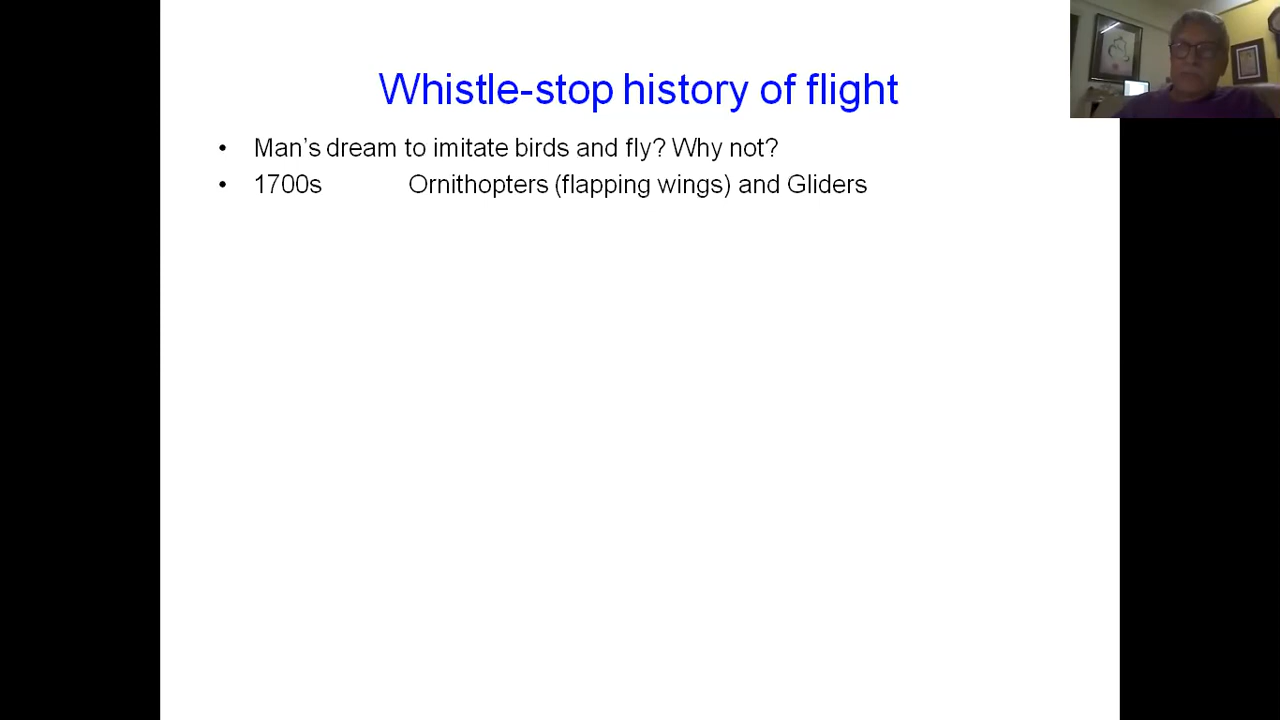 Whistle-stop history of flight
• Man’s dream to imitate birds and fly? Why not?
• 1700s Ornithopters (flapping wings) and Gliders